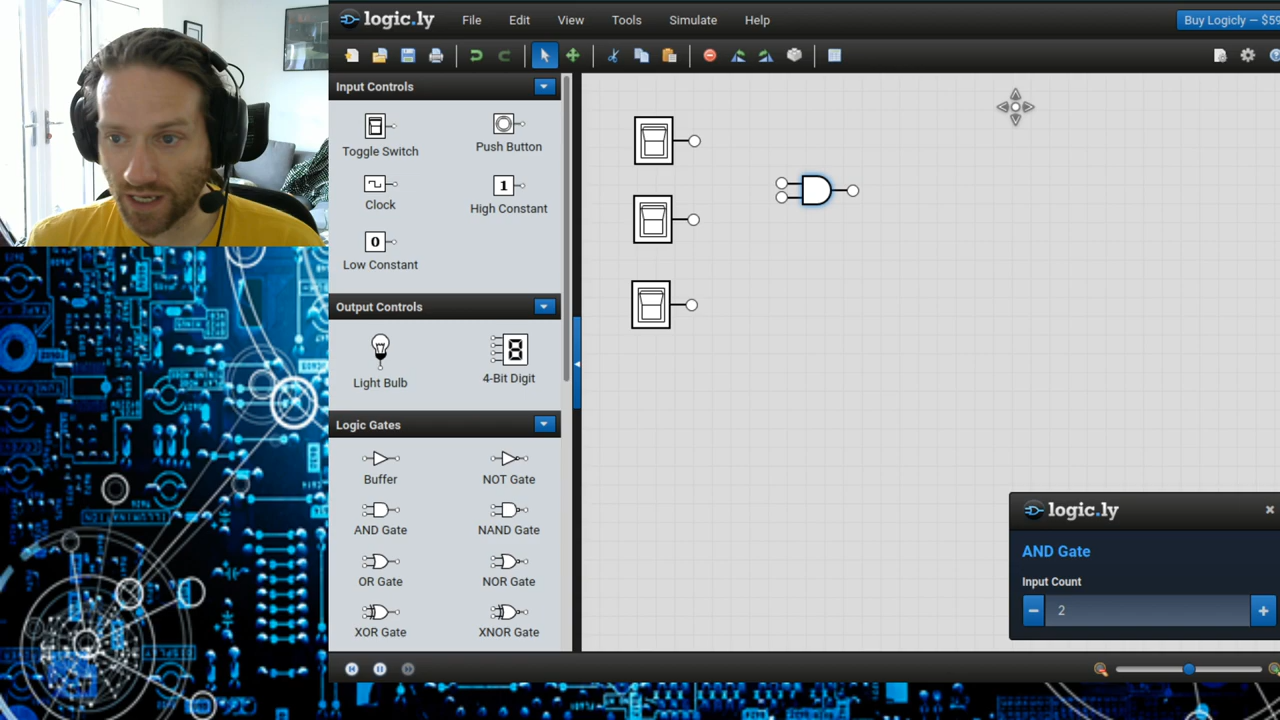 logic.ly File Edit View Tools Simulate Help Buy Logicly — $59
Input Controls
Toggle Switch
Push Button
Clock
1
High Constant
0
Low Constant
Output Controls
Light Bulb
8
4-Bit Digit
Logic Gates
Buffer
NOT Gate
AND Gate
NAND Gate
OR Gate
NOR Gate
XOR Gate
XNOR Gate
logic.ly
AND Gate
Input Count
2